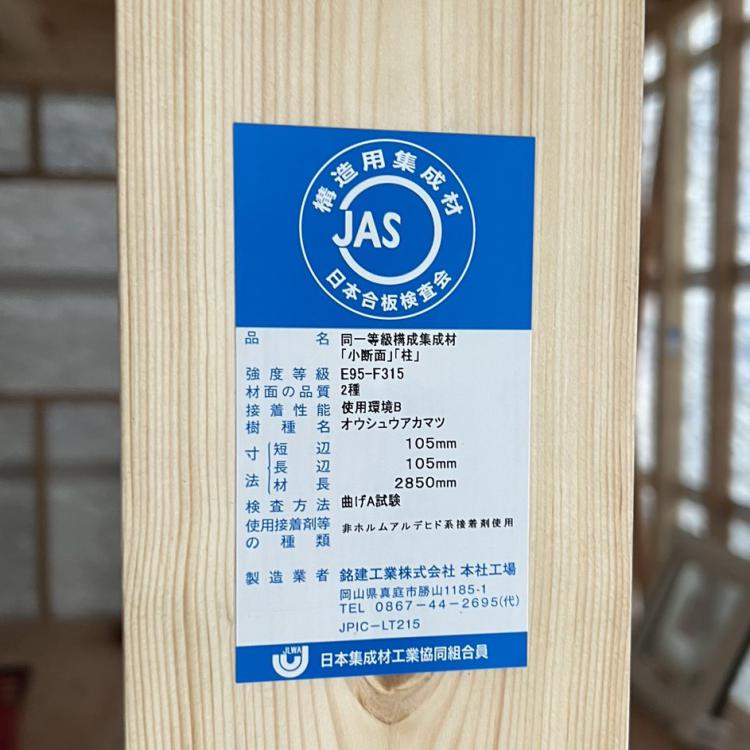 構造用集成材
JAS
日本合板検査会
品名 同一等級構成集成材
「小断面」「柱」
強度等級 E95-F315
材面の品質 2種
接着性能 使用環境B
樹種名 オウシュウアカマツ
寸法 短辺 105mm
長辺 105mm
材長 2850mm
検査方法 曲げA試験
使用接着剤等の種類 非ホルムアルデヒド系接着剤使用
製造業者 銘建工業株式会社 本社工場
岡山県真庭市勝山1185-1
TEL 0867-44-2695(代)
JPIC-LT215
JLWA
日本集成材工業協同組合員